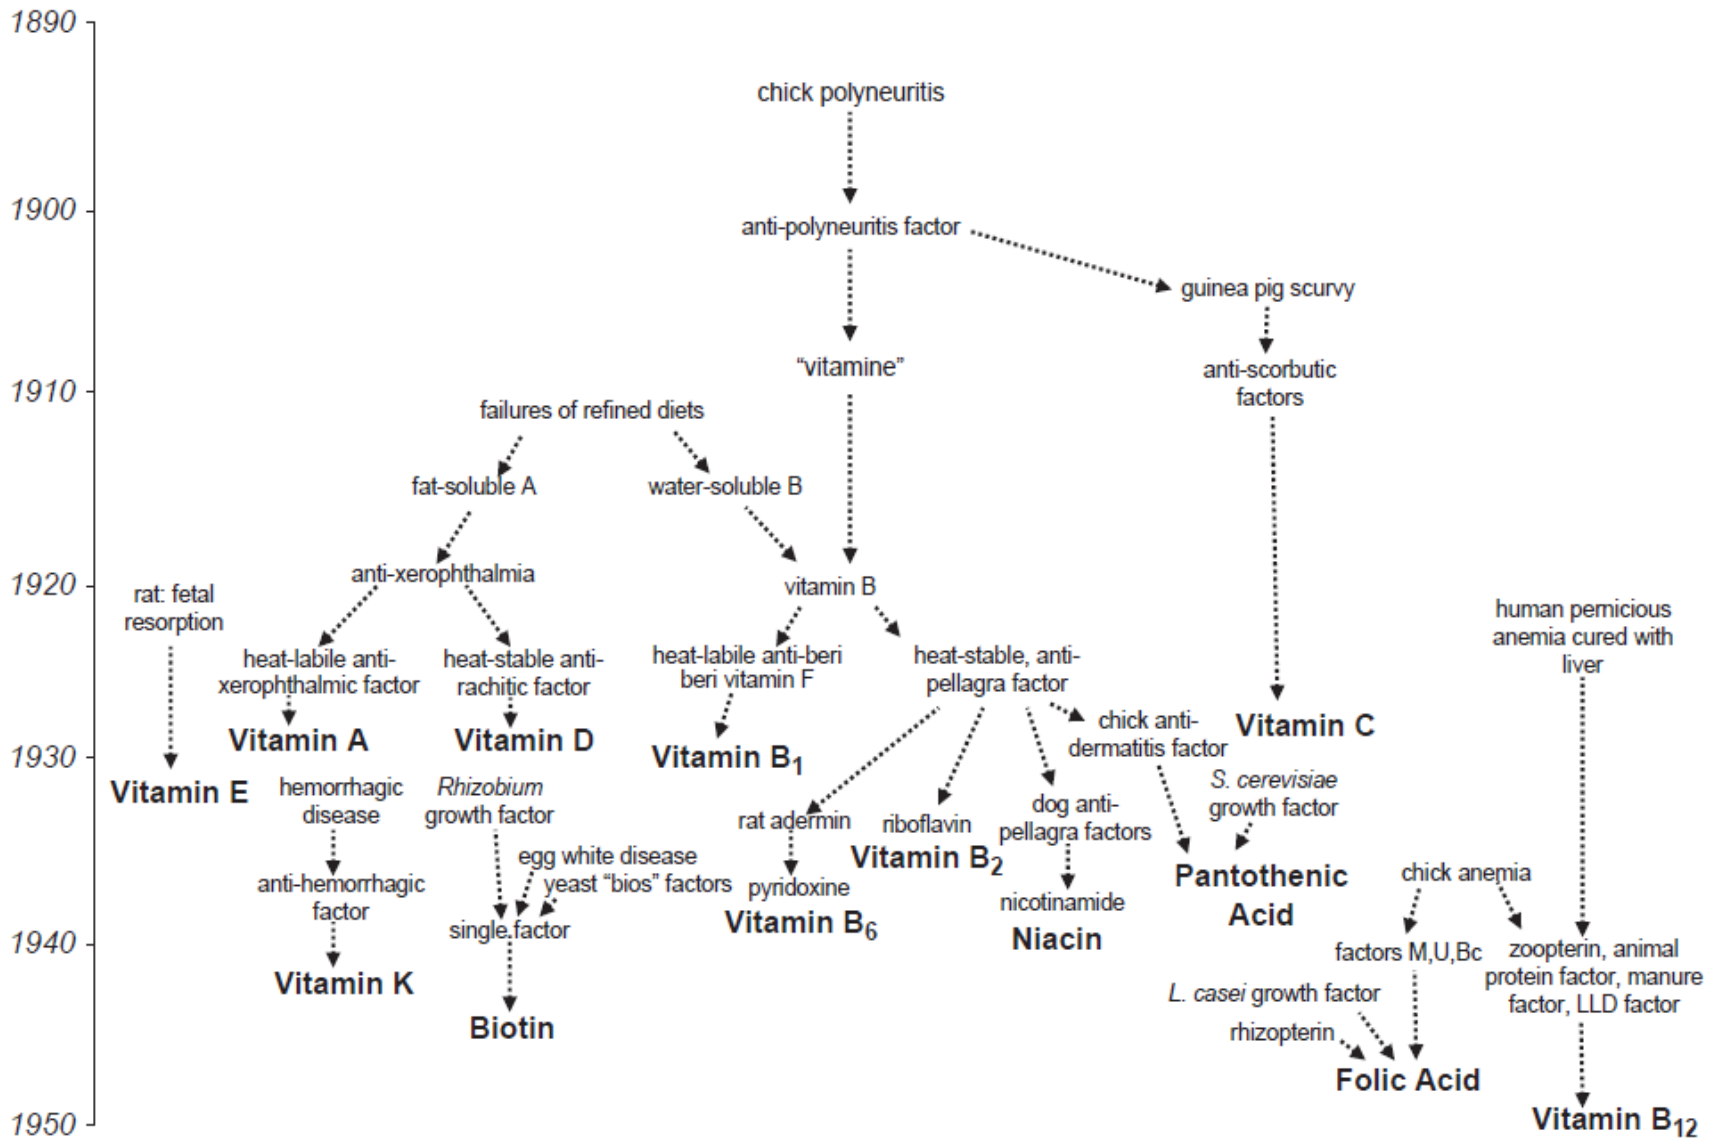 1890
chick polyneuritis
1900
anti-polyneuritis factor
guinea pig scurvy
“vitamine”
anti-scorbutic
factors
1910
failures of refined diets
fat-soluble A
water-soluble B
anti-xerophthalmia
1920
vitamin B
rat: fetal
resorption
human pernicious
anemia cured with
liver
heat-labile anti-
xerophthalmic factor
heat-stable anti-
rachitic factor
heat-labile anti-beri
beri vitamin F
heat-stable, anti-
pellagra factor
chick anti-
dermatitis factor
Vitamin C
Vitamin A
Vitamin D
Vitamin B1
1930
Vitamin E
hemorrhagic
disease
Rhizobium
growth factor
S. cerevisiae
growth factor
rat adermin
riboflavin
Vitamin B2
dog anti-
pellagra factors
egg white disease
yeast “bios” factors
pyridoxine
Vitamin B6
nicotinamide
Niacin
Pantothenic
Acid
chick anemia
anti-hemorrhagic
factor
single factor
1940
factors M,U,Bc
zoopterin, animal
protein factor, manure
factor, LLD factor
Vitamin K
L. casei growth factor
rhizopterin
Biotin
Folic Acid
1950
Vitamin B12